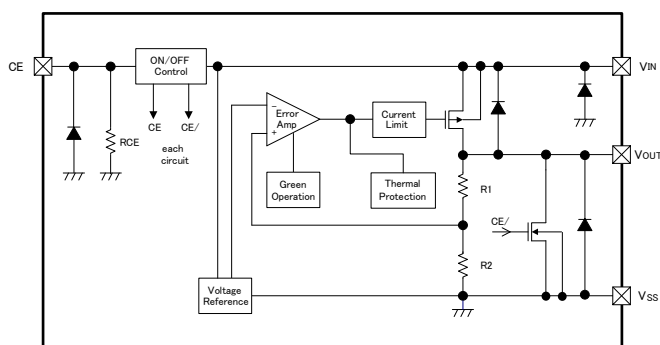 CE
ON/OFF
Control
VIN
CE
CE/
each
circuit
RCE
−
Error
Amp
+
Current
Limit
Green
Operation
Thermal
Protection
VOUT
R1
CE/
R2
Voltage
Reference
VSS